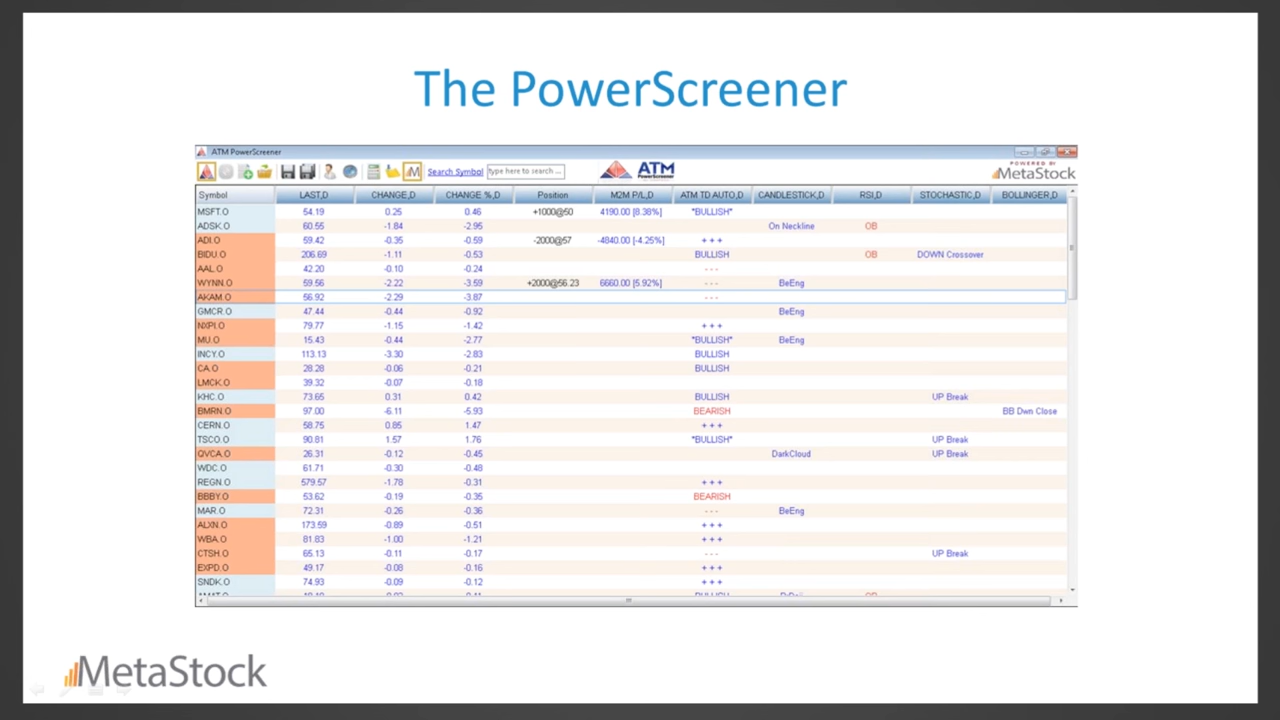 The PowerScreener
ATM PowerScreener
Search Symbol Type here to search ... ATM PowerScreener POWERED BY MetaStock
Symbol LAST,D CHANGE,D CHANGE %,D Position M2M P/L,D ATM TD AUTO,D CANDLESTICK,D RSI,D STOCHASTIC,D BOLLINGER,D
MSFT.O 54.19 0.25 0.46 +1000@50 4190.00 [8.38%] *BULLISH*
ADSK.O 60.55 -1.84 -2.95 On Neckline OB
ADI.O 59.42 -0.35 -0.59 -2000@57 -4840.00 [-4.25%] + + +
BIDU.O 206.69 -1.11 -0.53 BULLISH OB DOWN Crossover
AAL.O 42.20 -0.10 -0.24 - - -
WYNN.O 59.56 -2.22 -3.59 +2000@56.23 6660.00 [5.92%] - - - BeEng
AKAM.O 56.92 -2.29 -3.87 - - -
GMCR.O 47.44 -0.44 -0.92 BeEng
NXPI.O 79.77 -1.15 -1.42 + + +
MU.O 15.43 -0.44 -2.77 *BULLISH* BeEng
INCY.O 113.13 -3.30 -2.83 BULLISH
CA.O 28.28 -0.06 -0.21 BULLISH
LMCK.O 39.32 -0.07 -0.18
KHC.O 73.65 0.31 0.42 BULLISH UP Break
BMRN.O 97.00 -6.11 -5.93 BEARISH BB Dwn Close
CERN.O 58.75 0.85 1.47 + + +
TSCO.O 90.81 1.57 1.76 *BULLISH* UP Break
QVCA.O 26.31 -0.12 -0.45 DarkCloud UP Break
WDC.O 61.71 -0.30 -0.48
REGN.O 579.57 -1.78 -0.31 + + +
BBBY.O 53.62 -0.19 -0.35 BEARISH
MAR.O 72.31 -0.26 -0.36 - - - BeEng
ALXN.O 173.59 -0.89 -0.51 + + +
WBA.O 81.83 -1.00 -1.21 + + +
CTSH.O 65.13 -0.11 -0.17 - - - UP Break
EXPD.O 49.17 -0.08 -0.16 + + +
SNDK.O 74.93 -0.09 -0.12 + + +
MetaStock